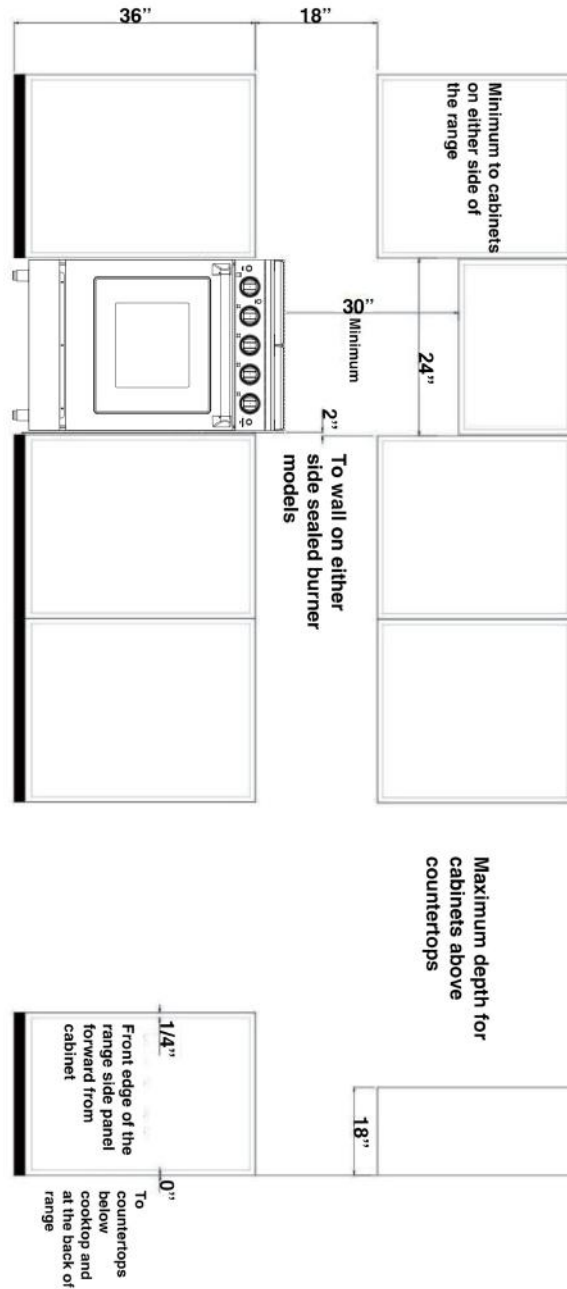 36”
18”
Minimum to cabinets
on either side of
the range
30”
Minimum
24”
2”
To wall on either
side sealed burner
models
Maximum depth for
cabinets above
countertops
1/4”
Front edge of the
range side panel
forward from
cabinet
18”
0”
To
countertops
below
cooktop and
at the back of
range